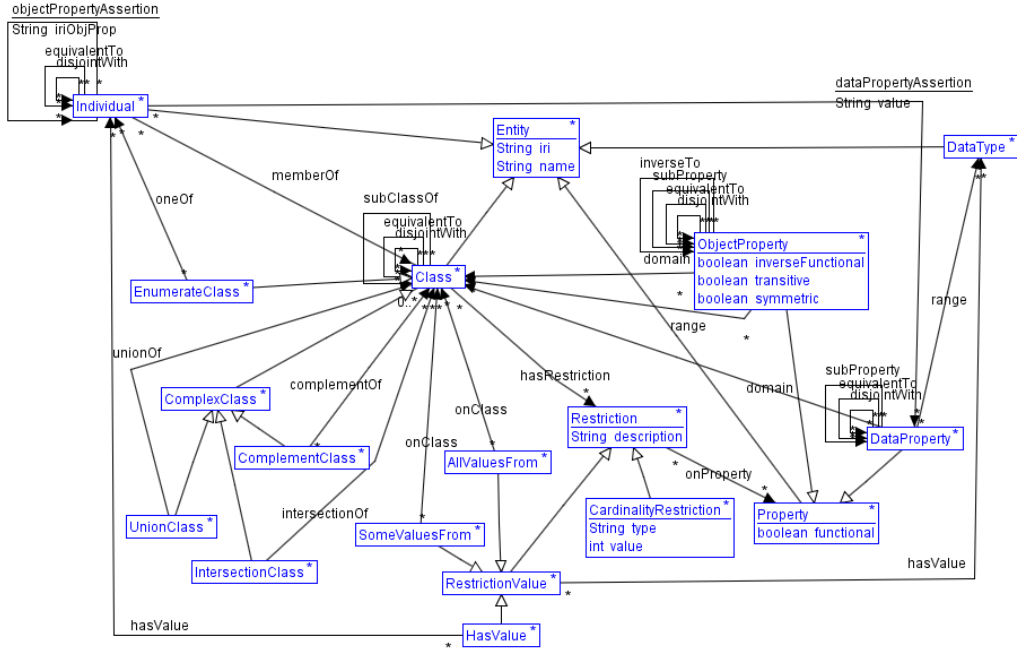 objectPropertyAssertion
String iriObjProp
equivalentTo
disjointWith
* * *
*
*
*
Individual *
* * * * *
dataPropertyAssertion
String value
Entity *
String iri
String name
DataType *
* *
memberOf
oneOf
subClassOf
equivalentTo
disjointWith
* * *
*
*
*
Class *
0..*
* * * * *
inverseTo
subProperty
equivalentTo
disjointWith
* * * *
*
*
*
*
ObjectProperty *
boolean inverseFunctional
boolean transitive
boolean symmetric
domain
*
*
range
range
EnumerateClass *
*
unionOf
complementOf
ComplexClass *
hasRestriction
*
domain
subProperty
equivalentTo
disjointWith
* * *
*
*
*
DataProperty *
*
Restriction *
String description
*
onProperty
*
onClass
onClass
*
*
AllValuesFrom *
*
ComplementClass *
UnionClass *
intersectionOf
SomeValuesFrom *
CardinalityRestriction *
String type
int value
Property *
boolean functional
IntersectionClass *
RestrictionValue *
*
hasValue
hasValue
HasValue *
*